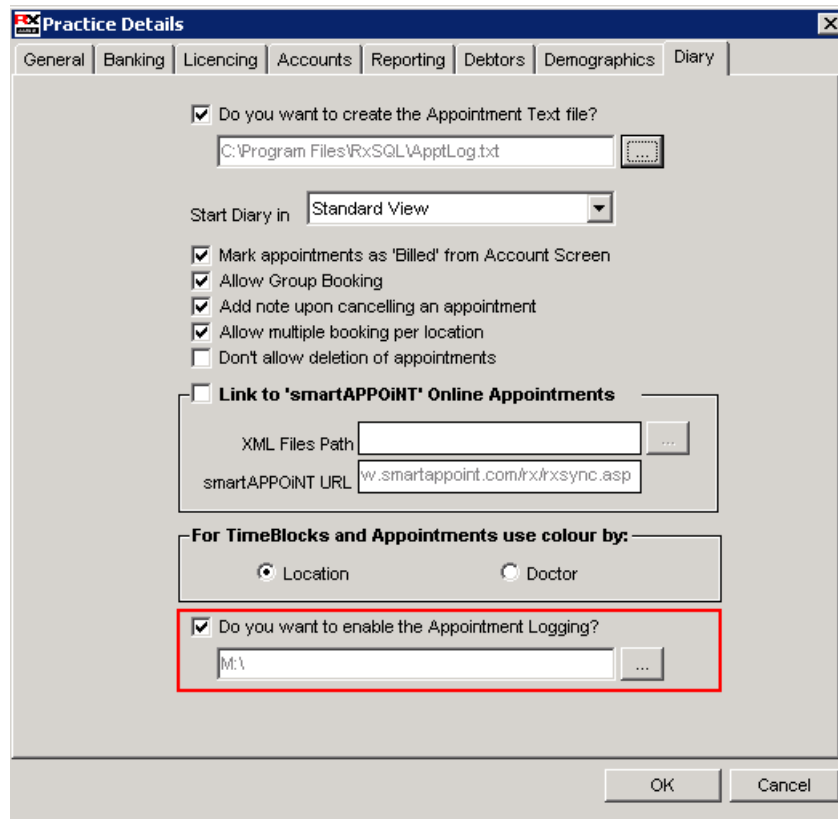 RX Practice Details
General Banking Licencing Accounts Reporting Debtors Demographics Diary
Do you want to create the Appointment Text file?
C:\Program Files\RxSQL\ApptLog.txt ...
Start Diary in Standard View
Mark appointments as 'Billed' from Account Screen
Allow Group Booking
Add note upon cancelling an appointment
Allow multiple booking per location
Don't allow deletion of appointments
Link to 'smartAPPOiNT' Online Appointments
XML Files Path ...
smartAPPOiNT URL w.smartappoint.com/rx/rxsync.asp
For TimeBlocks and Appointments use colour by:
Location Doctor
Do you want to enable the Appointment Logging?
M:\ ...
OK Cancel